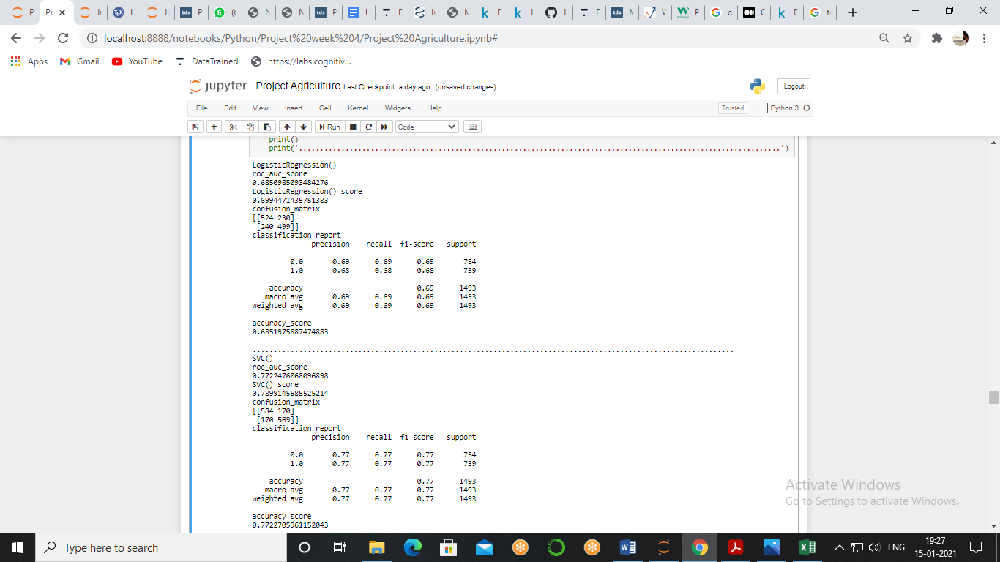 P
Pr
Ju
H
Ju
P
(6
N
N
P
U
D
In
M
E
J
Ja
D
M
V
P
c
C
D
t
localhost:8888/notebooks/Python/Project%20week%204/Project%20Agriculture.ipynb#
Apps Gmail YouTube DataTrained https://labs.cognitiv...
jupyter Project Agriculture Last Checkpoint: a day ago (unsaved changes) Logout
File Edit View Insert Cell Kernel Widgets Help Trusted Python 3
Run Code
print()
print('..................................................................................................................')
LogisticRegression()
roc_auc_score
0.6850985093484276
LogisticRegression() score
0.6994471435751383
confusion_matrix
[[524 230]
[240 499]]
classification_report
precision recall f1-score support
0.0 0.69 0.69 0.69 754
1.0 0.68 0.68 0.68 739
accuracy 0.69 1493
macro avg 0.69 0.69 0.69 1493
weighted avg 0.69 0.69 0.69 1493
accuracy_score
0.6851975887474883
..................................................................................................................
SVC()
roc_auc_score
0.7722476068096898
SVC() score
0.7899145585525214
confusion_matrix
[[584 170]
[170 569]]
classification_report
precision recall f1-score support
0.0 0.77 0.77 0.77 754
1.0 0.77 0.77 0.77 739
accuracy 0.77 1493
macro avg 0.77 0.77 0.77 1493
weighted avg 0.77 0.77 0.77 1493
accuracy_score
0.7722705961152043
Activate Windows
Go to Settings to activate Windows.
Type here to search
ENG
19:27
15-01-2021